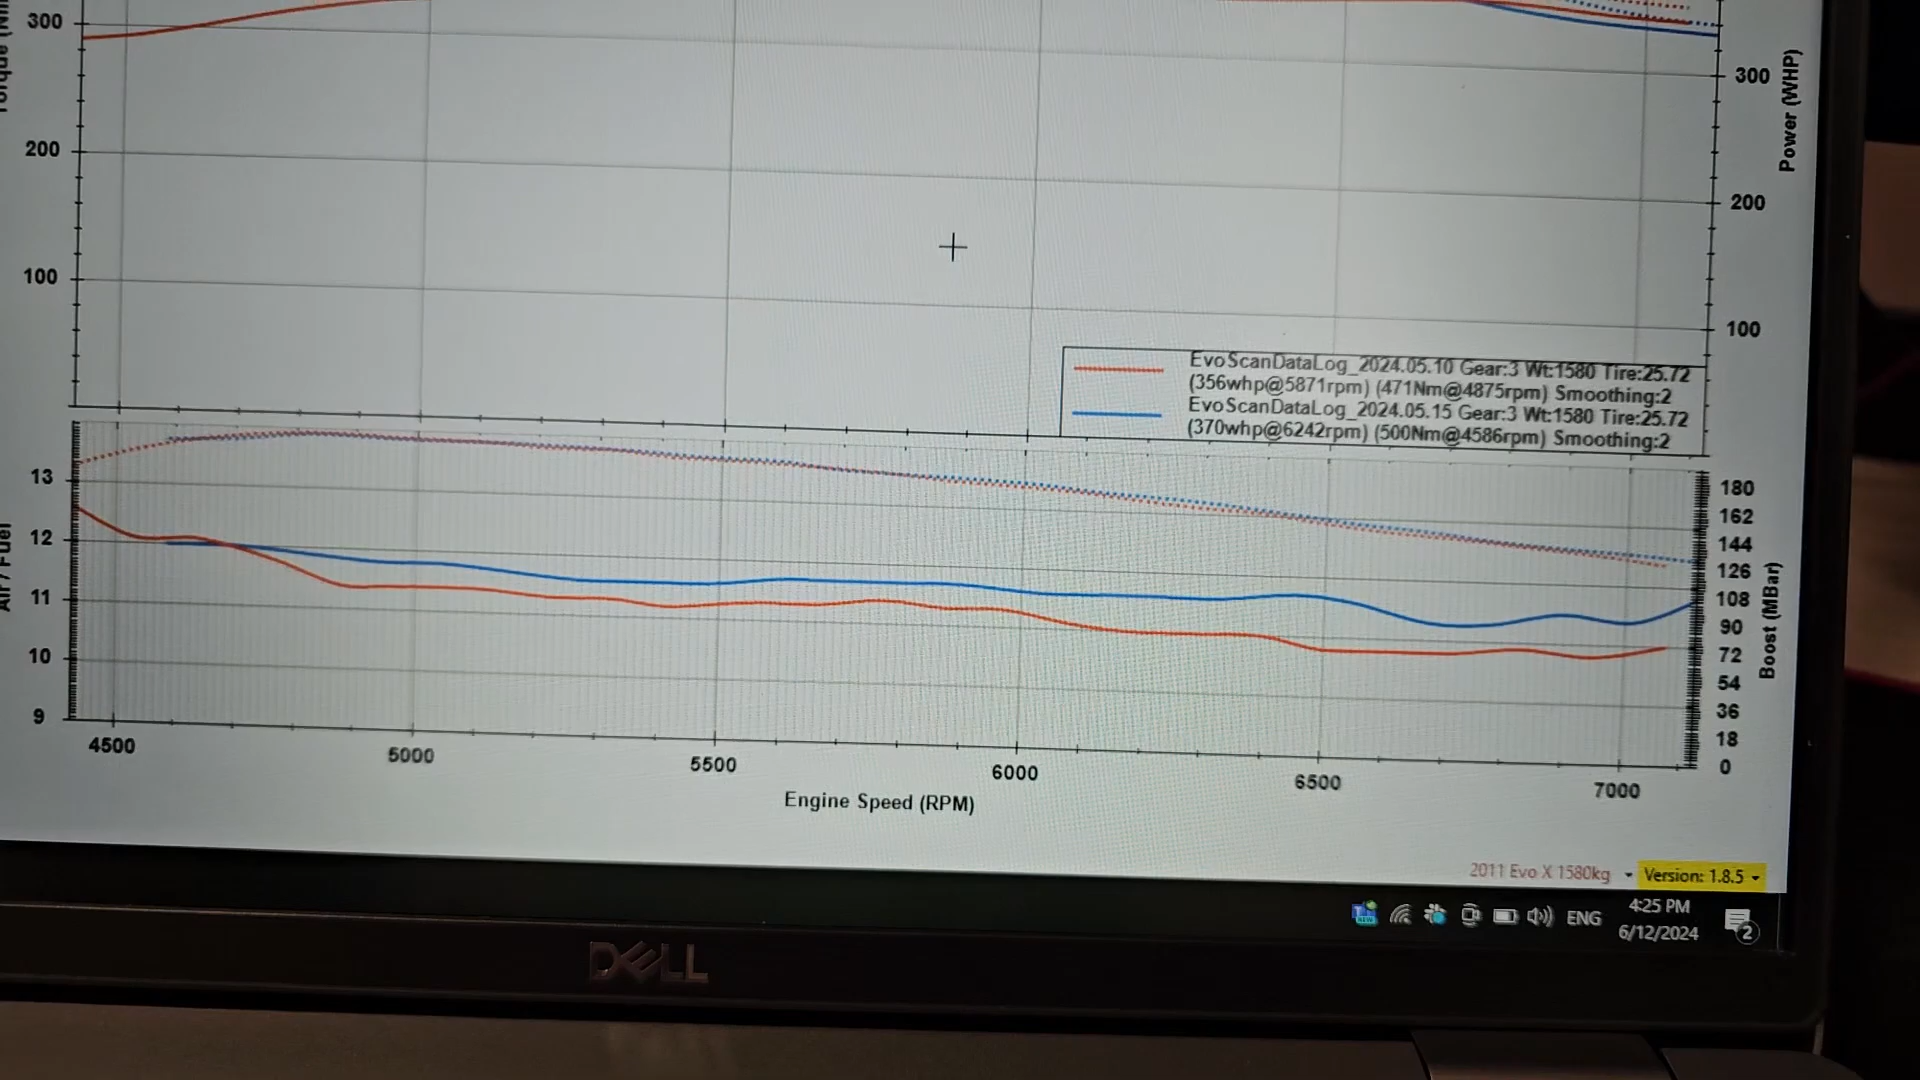 300
200
100
Power (WHP)
300
200
100
EvoScanDataLog_2024.05.10 Gear:3 Wt:1580 Tire:25.72
(356whp@5871rpm) (471Nm@4875rpm) Smoothing:2
EvoScanDataLog_2024.05.15 Gear:3 Wt:1580 Tire:25.72
(370whp@6242rpm) (500Nm@4586rpm) Smoothing:2
13
12
11
10
9
180
162
144
126
108
90
72
54
36
18
0
Boost (MBar)
4500 5000 5500 6000 6500 7000
Engine Speed (RPM)
2011 Evo X 1580kg Version: 1.8.5
ENG 4:25 PM
6/12/2024
2
DELL